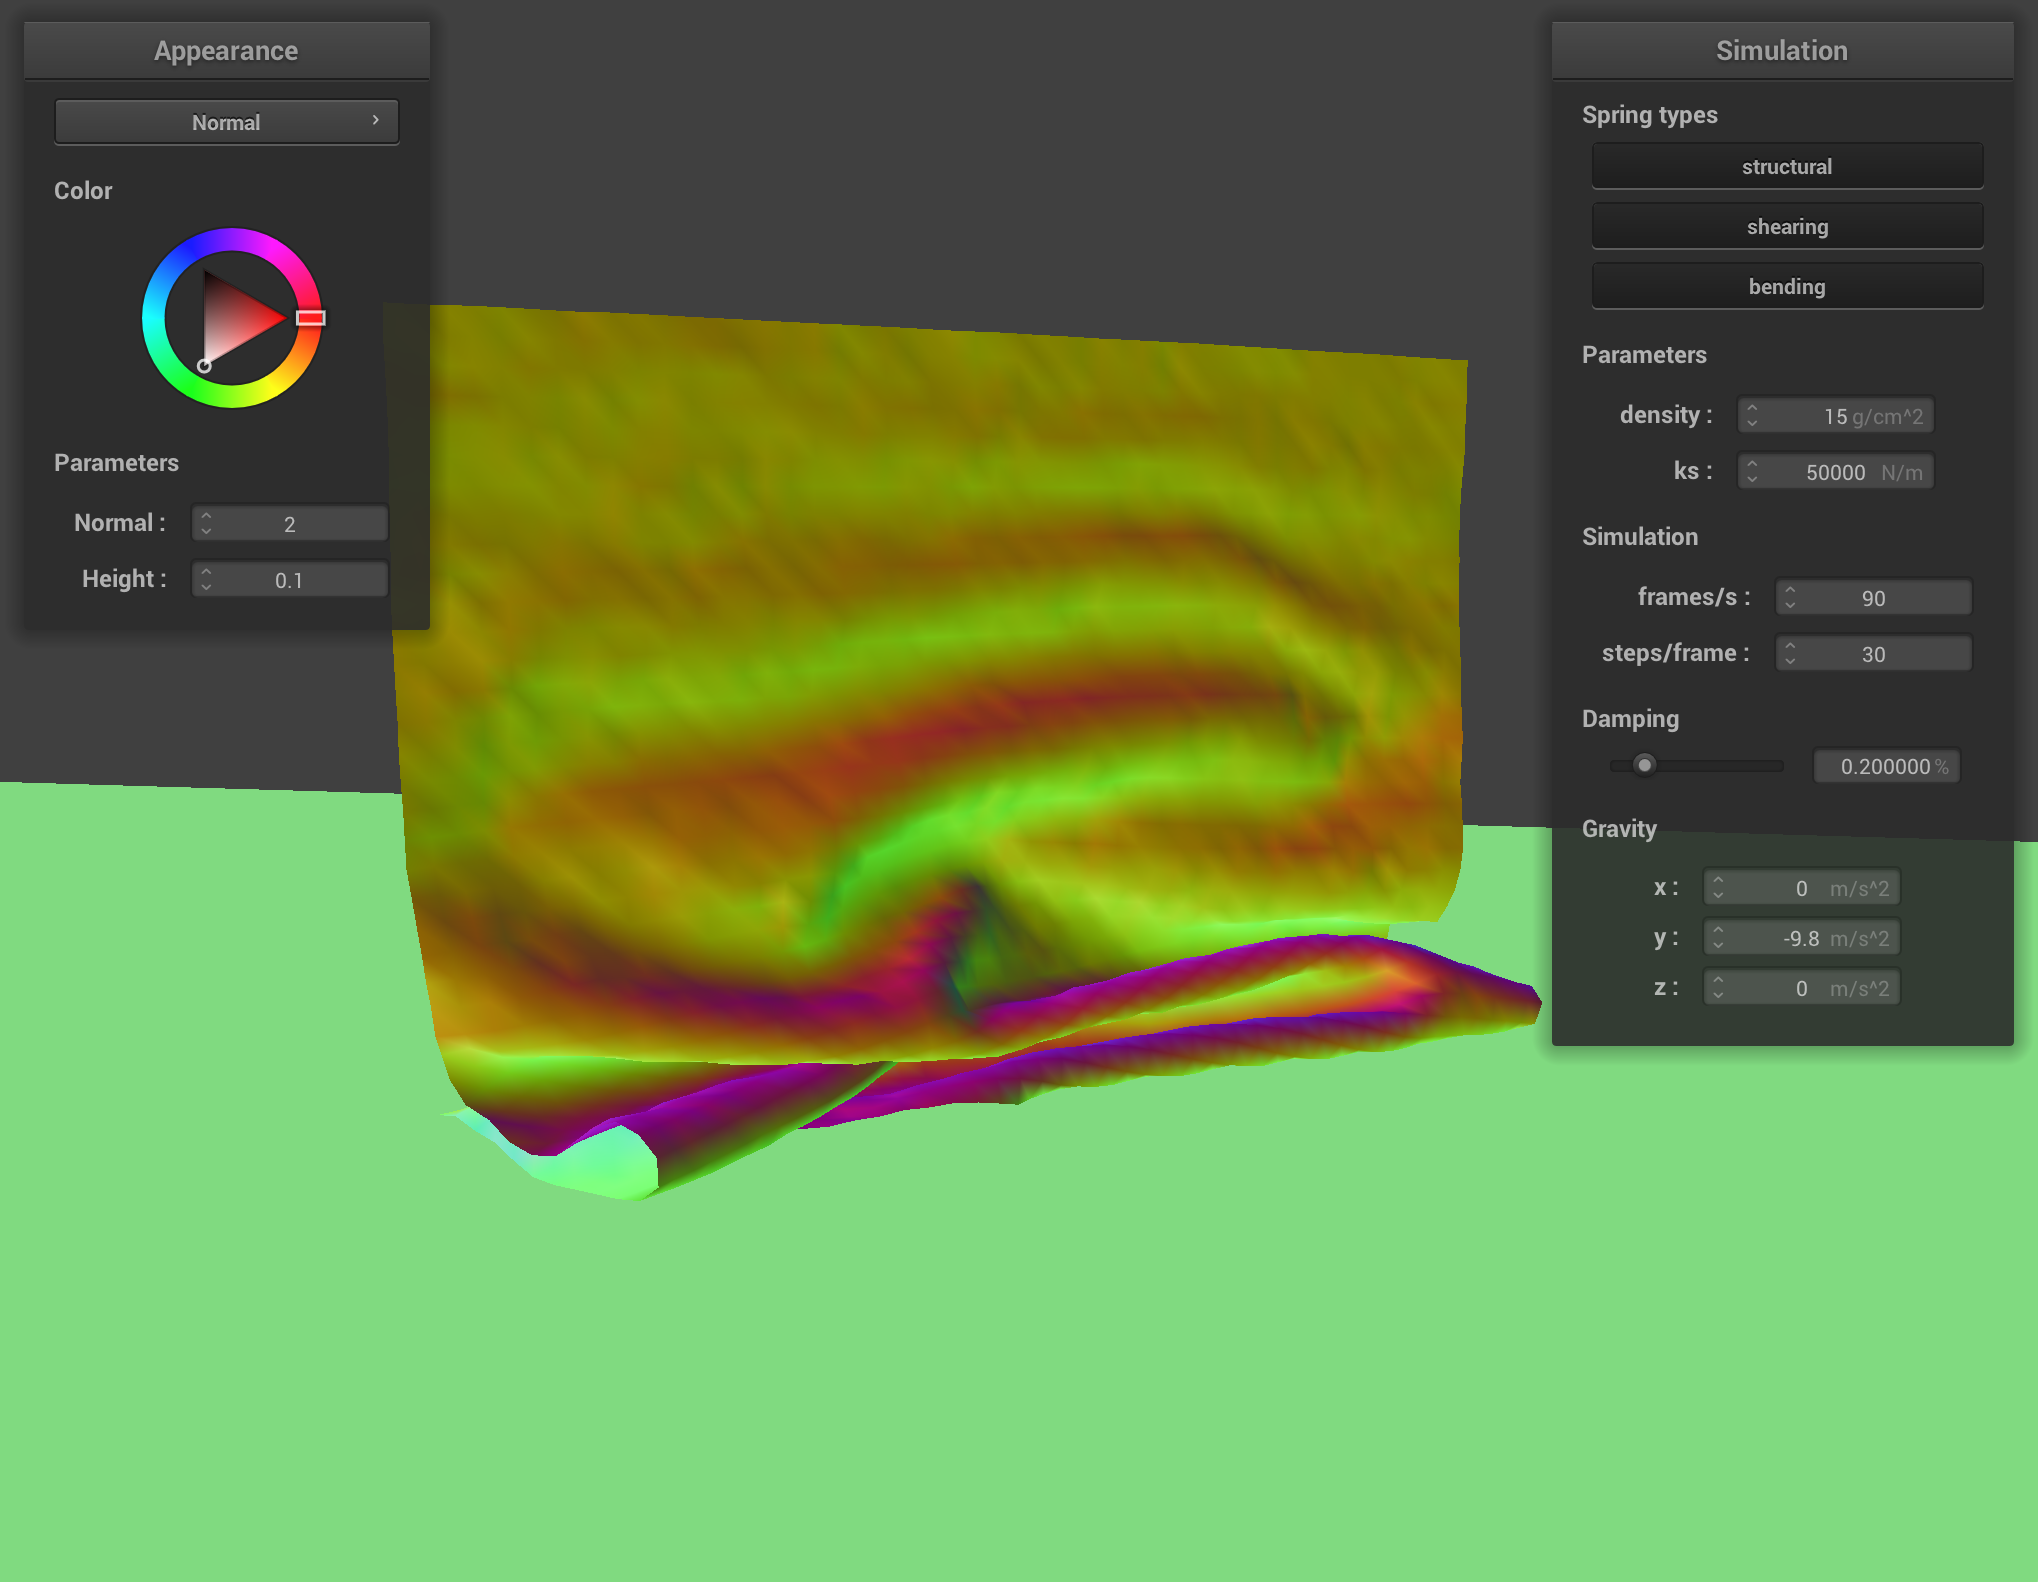 Appearance
Normal
Color
Parameters
Normal : 2
Height : 0.1
Simulation
Spring types
structural
shearing
bending
Parameters
density : 15 g/cm^2
ks : 50000 N/m
Simulation
frames/s : 90
steps/frame : 30
Damping
0.200000 %
Gravity
x : 0 m/s^2
y : -9.8 m/s^2
z : 0 m/s^2